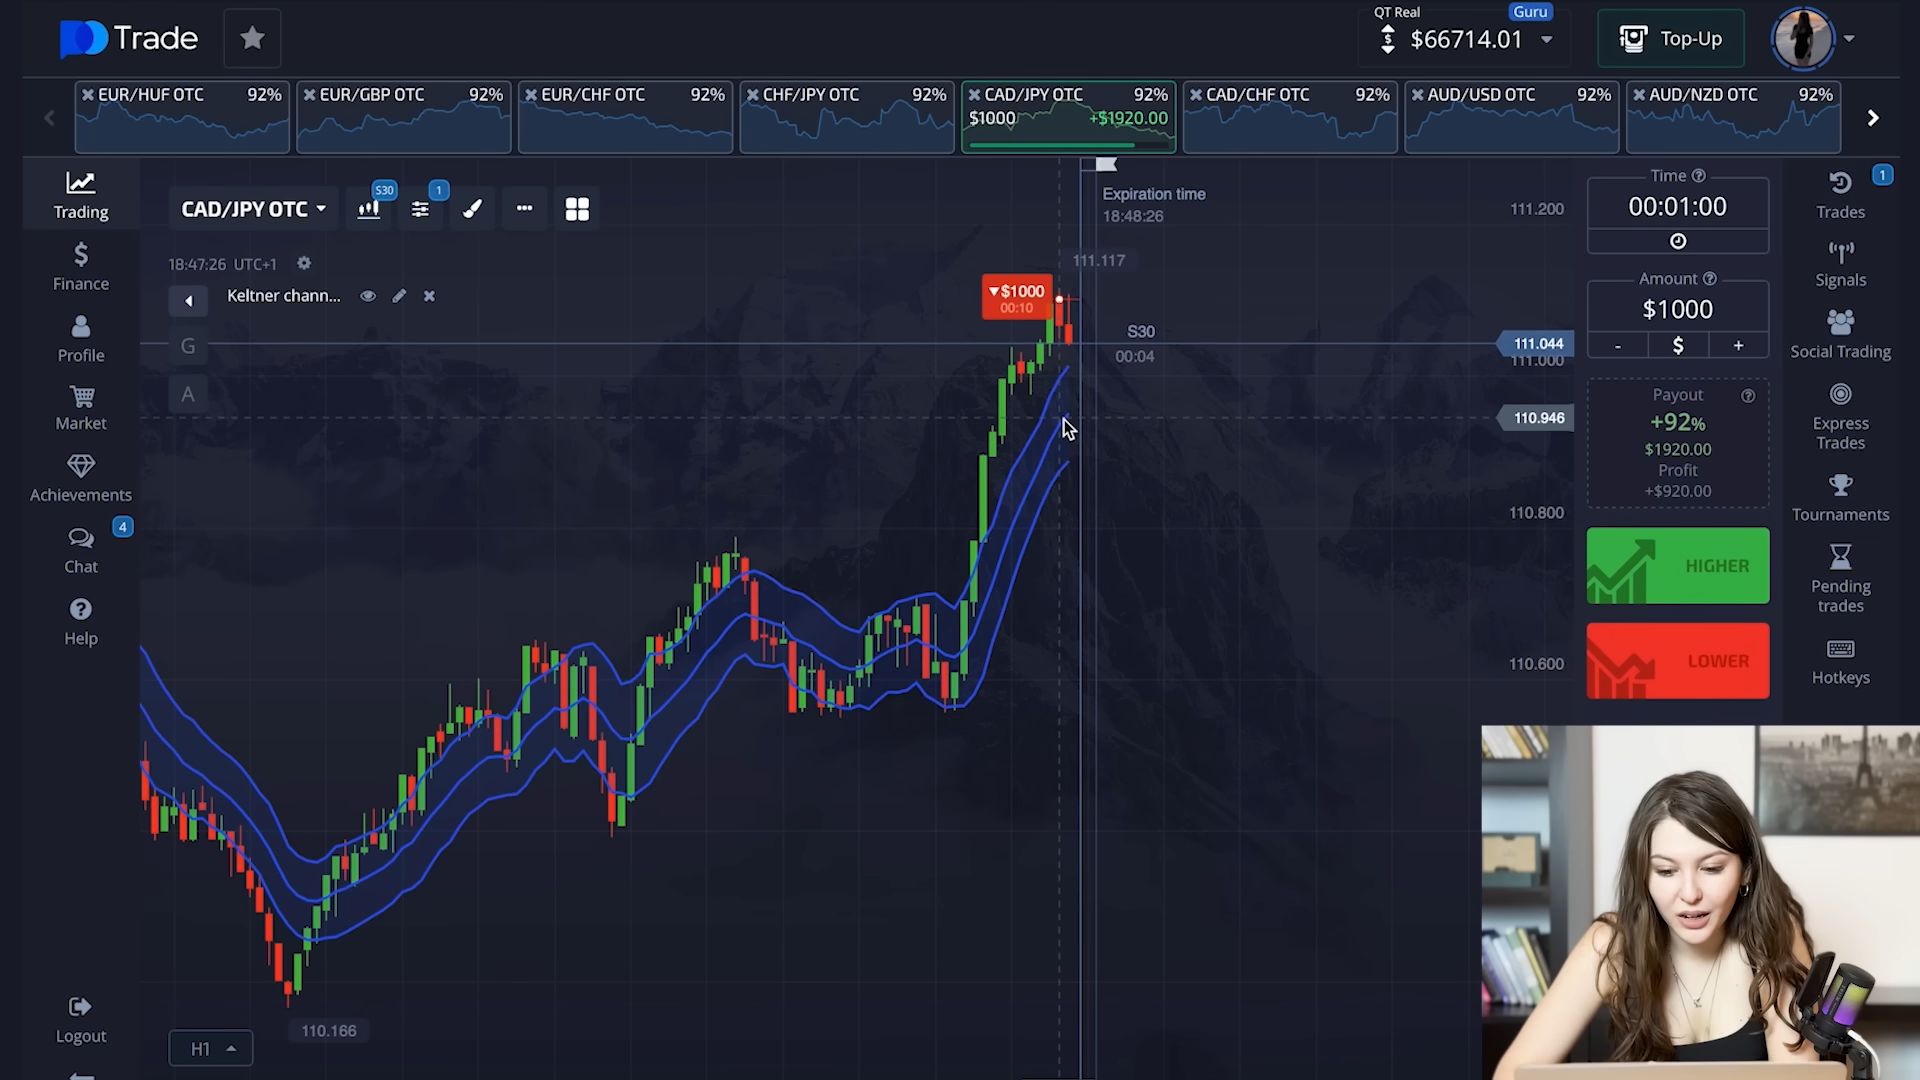 Trade
QT Real
Guru
$66714.01
Top-Up
EUR/HUF OTC 92%
EUR/GBP OTC 92%
EUR/CHF OTC 92%
CHF/JPY OTC 92%
CAD/JPY OTC 92%
$1000 +$1920.00
CAD/CHF OTC 92%
AUD/USD OTC 92%
AUD/NZD OTC 92%
Trading
Finance
Profile
Market
Achievements
4
Chat
Help
Logout
CAD/JPY OTC
S30
1
18:47:26 UTC+1
Keltner chann...
G
A
Expiration time
18:48:26
111.117
$1000
00:10
S30
00:04
111.200
111.044
111.000
110.946
110.800
110.600
110.166
H1
Time
00:01:00
Amount
$1000
- $ +
Payout
+92%
$1920.00
Profit
+$920.00
HIGHER
LOWER
1
Trades
Signals
Social Trading
Express
Trades
Tournaments
Pending
trades
Hotkeys